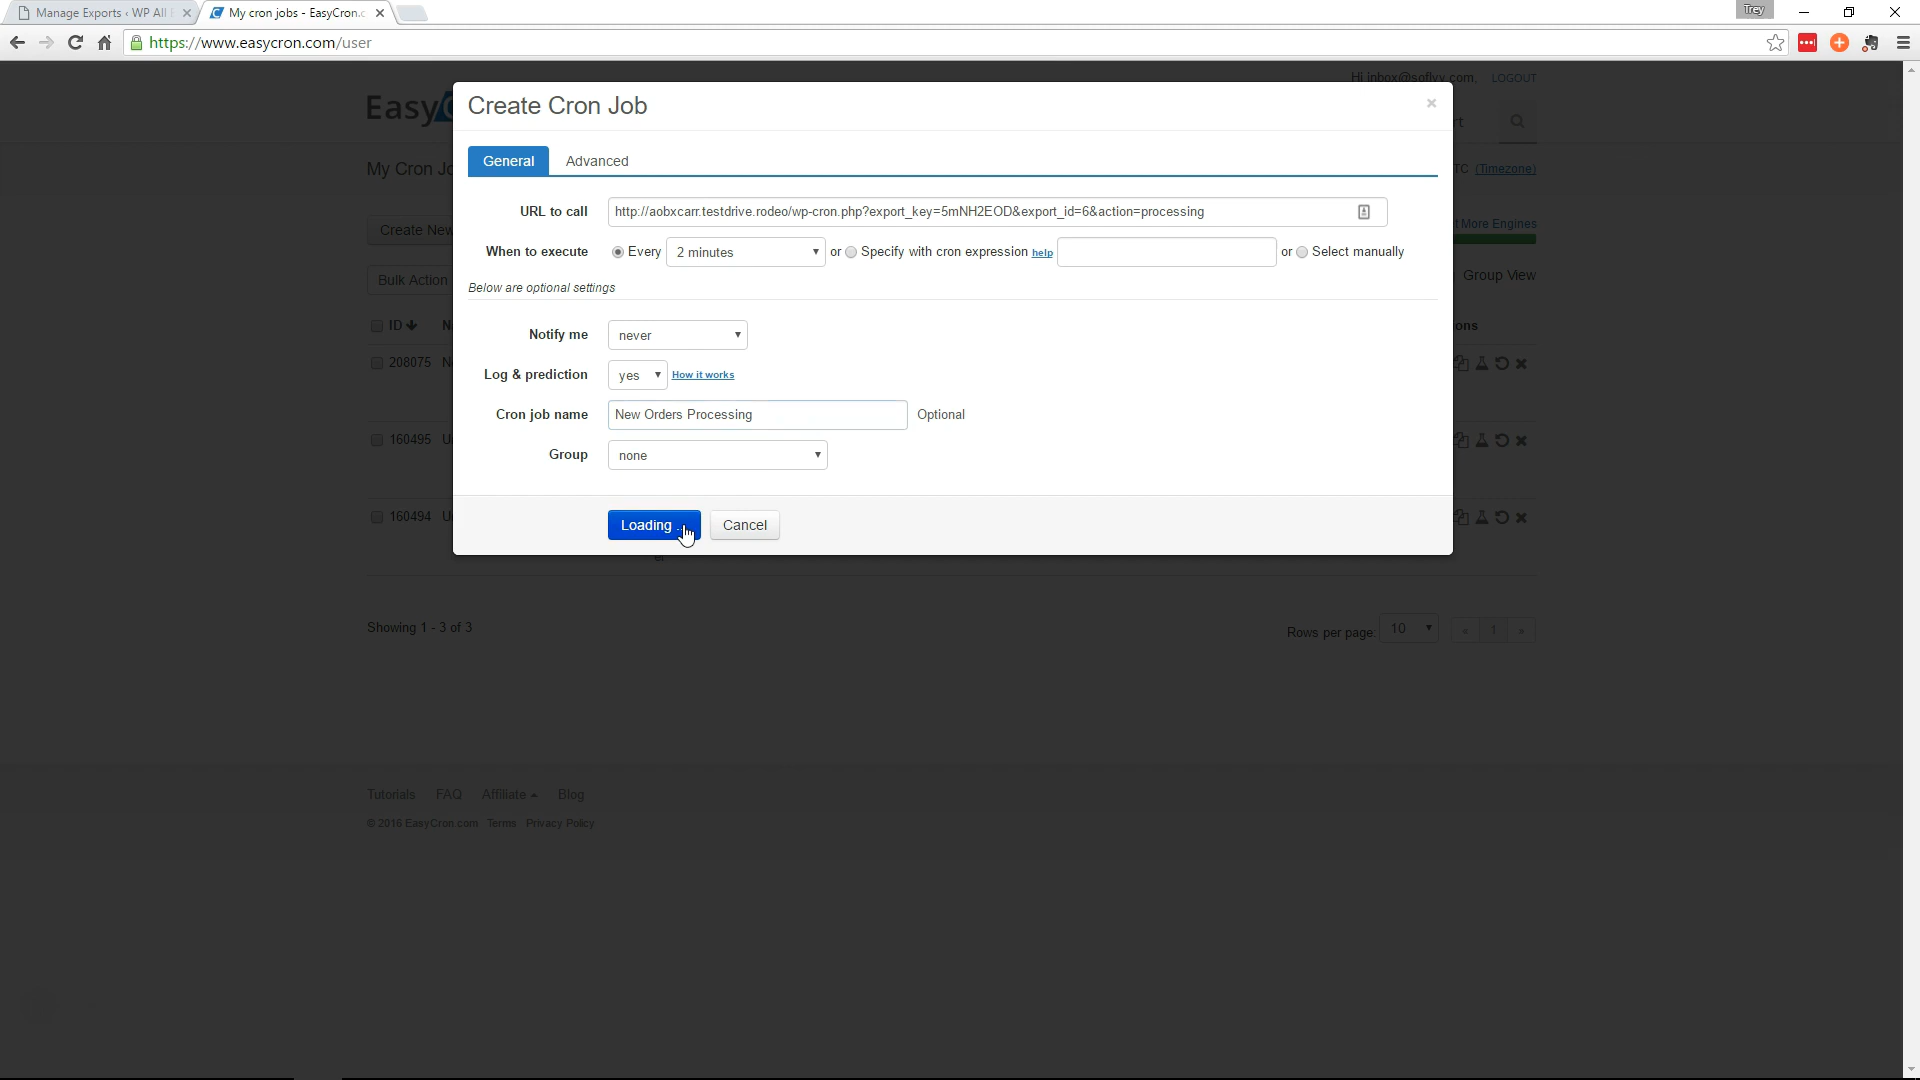 Manage Exports ‹ WP All
My cron jobs - EasyCron.c
Trey
https://www.easycron.com/user
Hi inbox@soflyy.com, LOGOUT
Easy
Create Cron Job
My Cron Jo
TC (Timezone)
General
Advanced
URL to call
http://aobxcarr.testdrive.rodeo/wp-cron.php?export_key=5mNH2EOD&export_id=6&action=processing
Create New
More Engines
When to execute
Every 2 minutes or Specify with cron expression help or Select manually
Bulk Action
Group View
Below are optional settings
ID
ons
Notify me never
208075
Log & prediction yes How it works
Cron job name New Orders Processing Optional
160495
Group none
160494
Loading ... Cancel
Showing 1 - 3 of 3
Rows per page: 10 « 1 »
Tutorials FAQ Affiliate Blog
© 2016 EasyCron.com Terms Privacy Policy